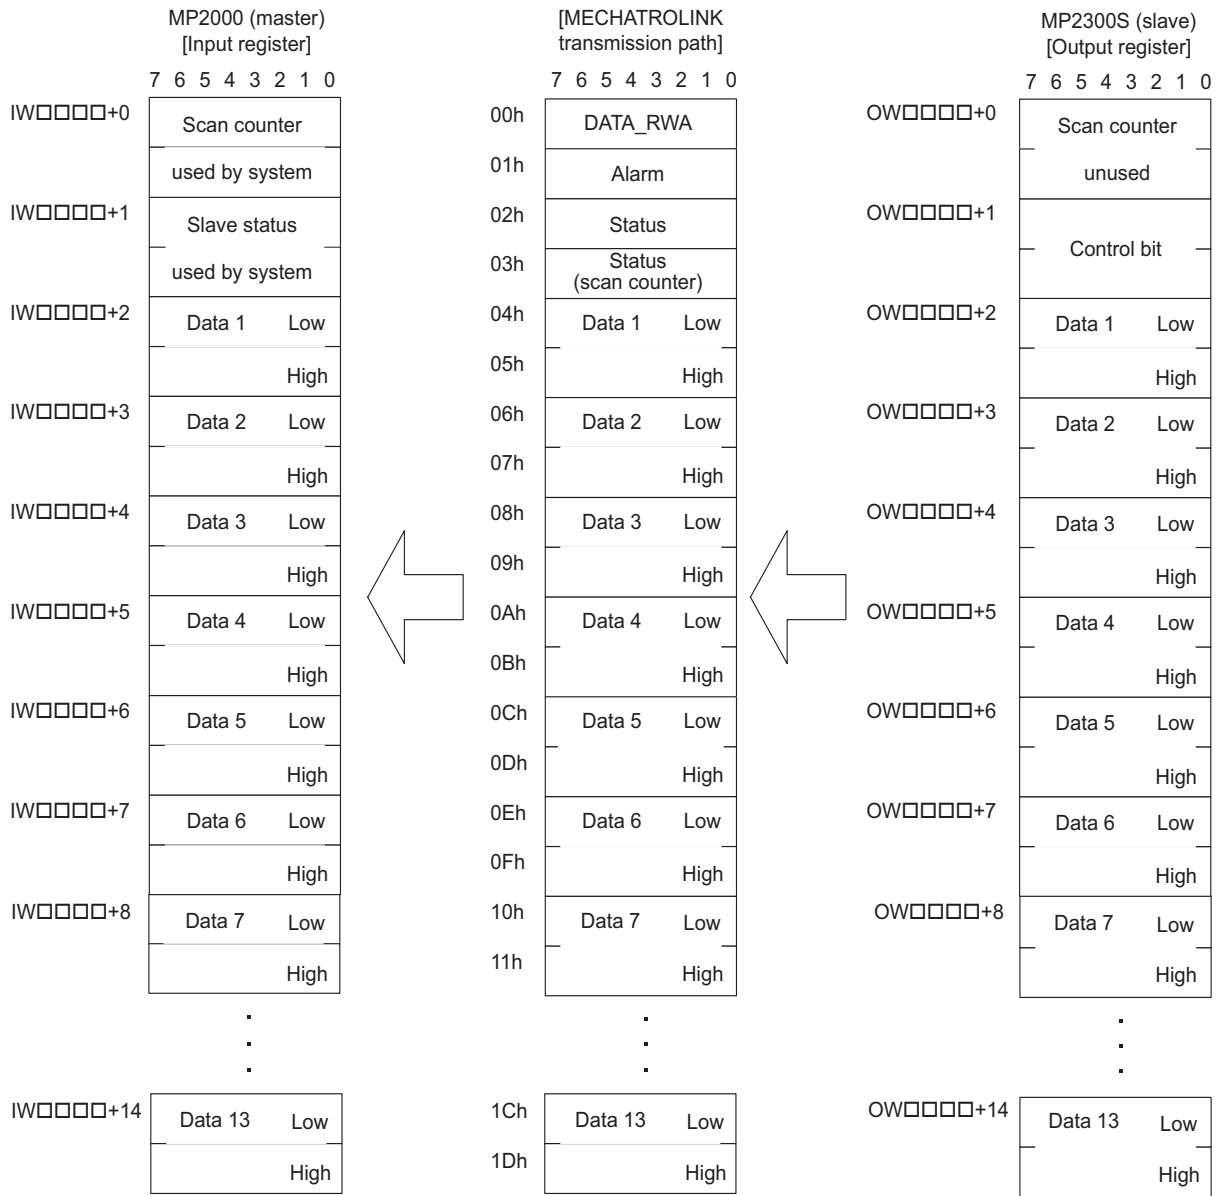 MP2000 (master)
[Input register]
7 6 5 4 3 2 1 0
IW□□□□+0
Scan counter
used by system
IW□□□□+1
Slave status
used by system
IW□□□□+2
Data 1 Low
High
IW□□□□+3
Data 2 Low
High
IW□□□□+4
Data 3 Low
High
IW□□□□+5
Data 4 Low
High
IW□□□□+6
Data 5 Low
High
IW□□□□+7
Data 6 Low
High
IW□□□□+8
Data 7 Low
High
IW□□□□+14
Data 13 Low
High
[MECHATROLINK
transmission path]
7 6 5 4 3 2 1 0
00h
DATA_RWA
01h
Alarm
02h
Status
03h
Status
(scan counter)
04h
Data 1 Low
05h
High
06h
Data 2 Low
07h
High
08h
Data 3 Low
09h
High
0Ah
Data 4 Low
0Bh
High
0Ch
Data 5 Low
0Dh
High
0Eh
Data 6 Low
0Fh
High
10h
Data 7 Low
11h
High
1Ch
Data 13 Low
1Dh
High
MP2300S (slave)
[Output register]
7 6 5 4 3 2 1 0
OW□□□□+0
Scan counter
unused
OW□□□□+1
Control bit
OW□□□□+2
Data 1 Low
High
OW□□□□+3
Data 2 Low
High
OW□□□□+4
Data 3 Low
High
OW□□□□+5
Data 4 Low
High
OW□□□□+6
Data 5 Low
High
OW□□□□+7
Data 6 Low
High
OW□□□□+8
Data 7 Low
High
OW□□□□+14
Data 13 Low
High